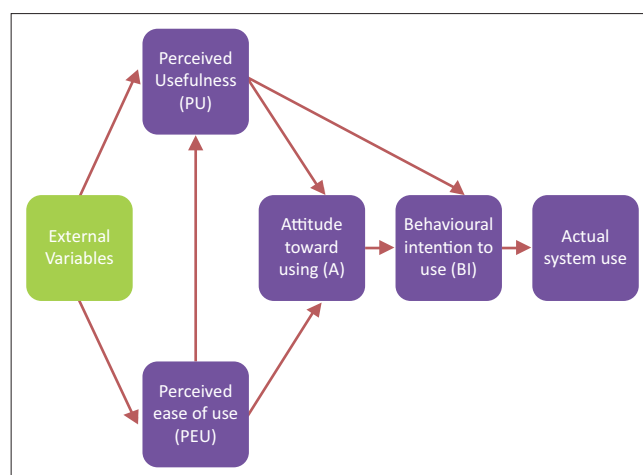 Perceived
Usefulness
(PU)
External
Variables
Attitude
toward
using (A)
Behavioural
intention to
use (BI)
Actual
system use
Perceived
ease of use
(PEU)